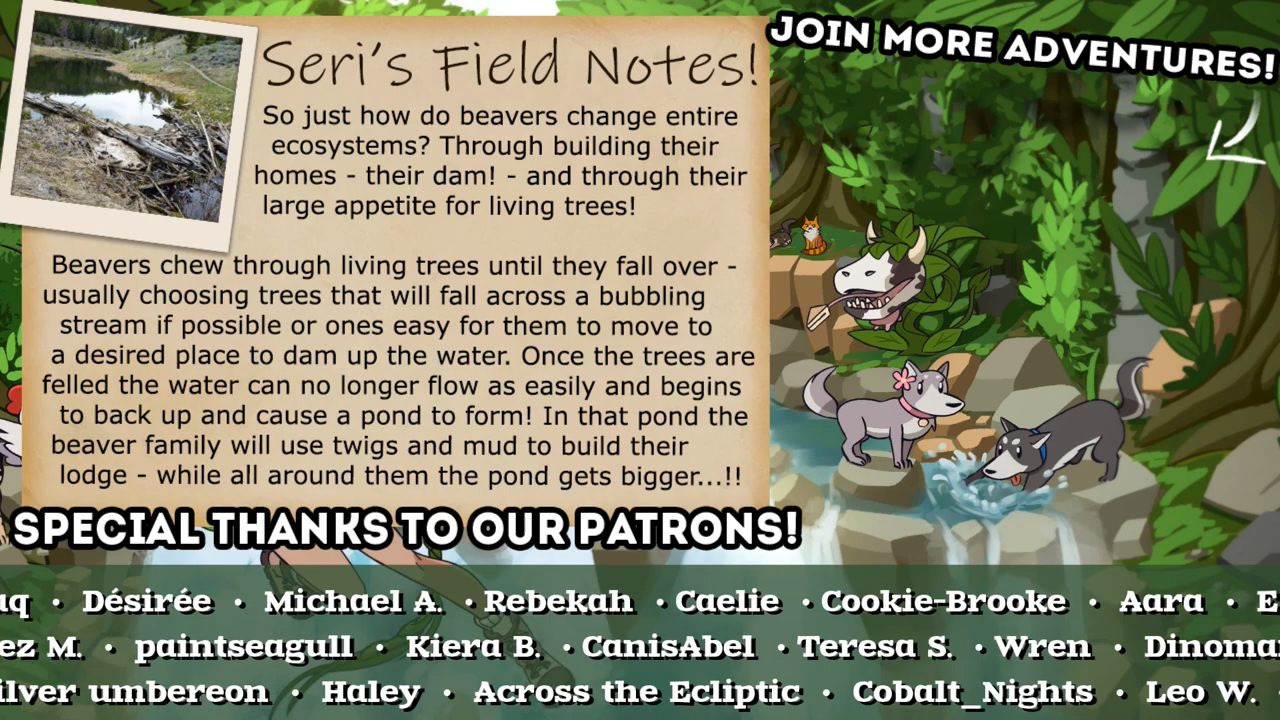 Seri's Field Notes!
So just how do beavers change entire
ecosystems? Through building their
homes - their dam! - and through their
large appetite for living trees!
Beavers chew through living trees until they fall over -
usually choosing trees that will fall across a bubbling
stream if possible or ones easy for them to move to
a desired place to dam up the water. Once the trees are
felled the water can no longer flow as easily and begins
to back up and cause a pond to form! In that pond the
beaver family will use twigs and mud to build their
lodge - while all around them the pond gets bigger...!!
JOIN MORE ADVENTURES!
SPECIAL THANKS TO OUR PATRONS!
· Désirée · Michael A. · Rebekah · Caelie · Cookie-Brooke · Aara ·
ez M. · paintseagull · Kiera B. · CanisAbel · Teresa S. · Wren · Dinoma
ilver umbereon · Haley · Across the Ecliptic · Cobalt_Nights · Leo W. ·